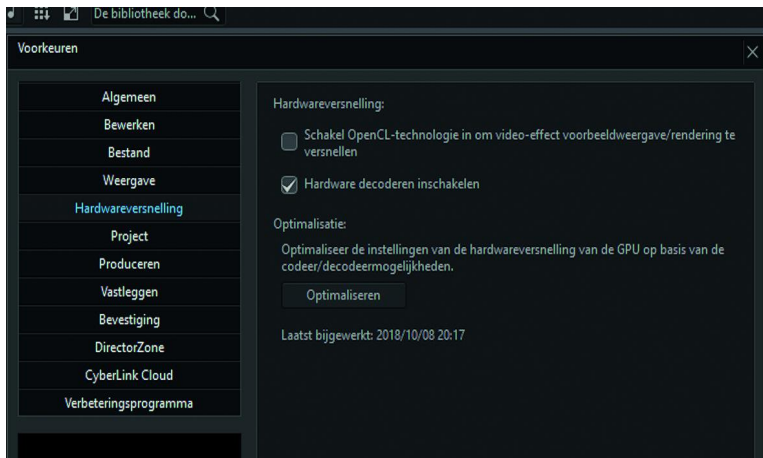 De bibliotheek do...
Voorkeuren
Algemeen
Bewerken
Bestand
Weergave
Hardwareversnelling
Project
Produceren
Vastleggen
Bevestiging
DirectorZone
CyberLink Cloud
Verbeteringsprogramma
Hardwareversnelling:
Schakel OpenCL-technologie in om video-effect voorbeeldweergave/rendering te
versnellen
Hardware decoderen inschakelen
Optimalisatie:
Optimaliseer de instellingen van de hardwareversnelling van de GPU op basis van de
codeer/decodeermogelijkheden.
Optimaliseren
Laatst bijgewerkt: 2018/10/08 20:17